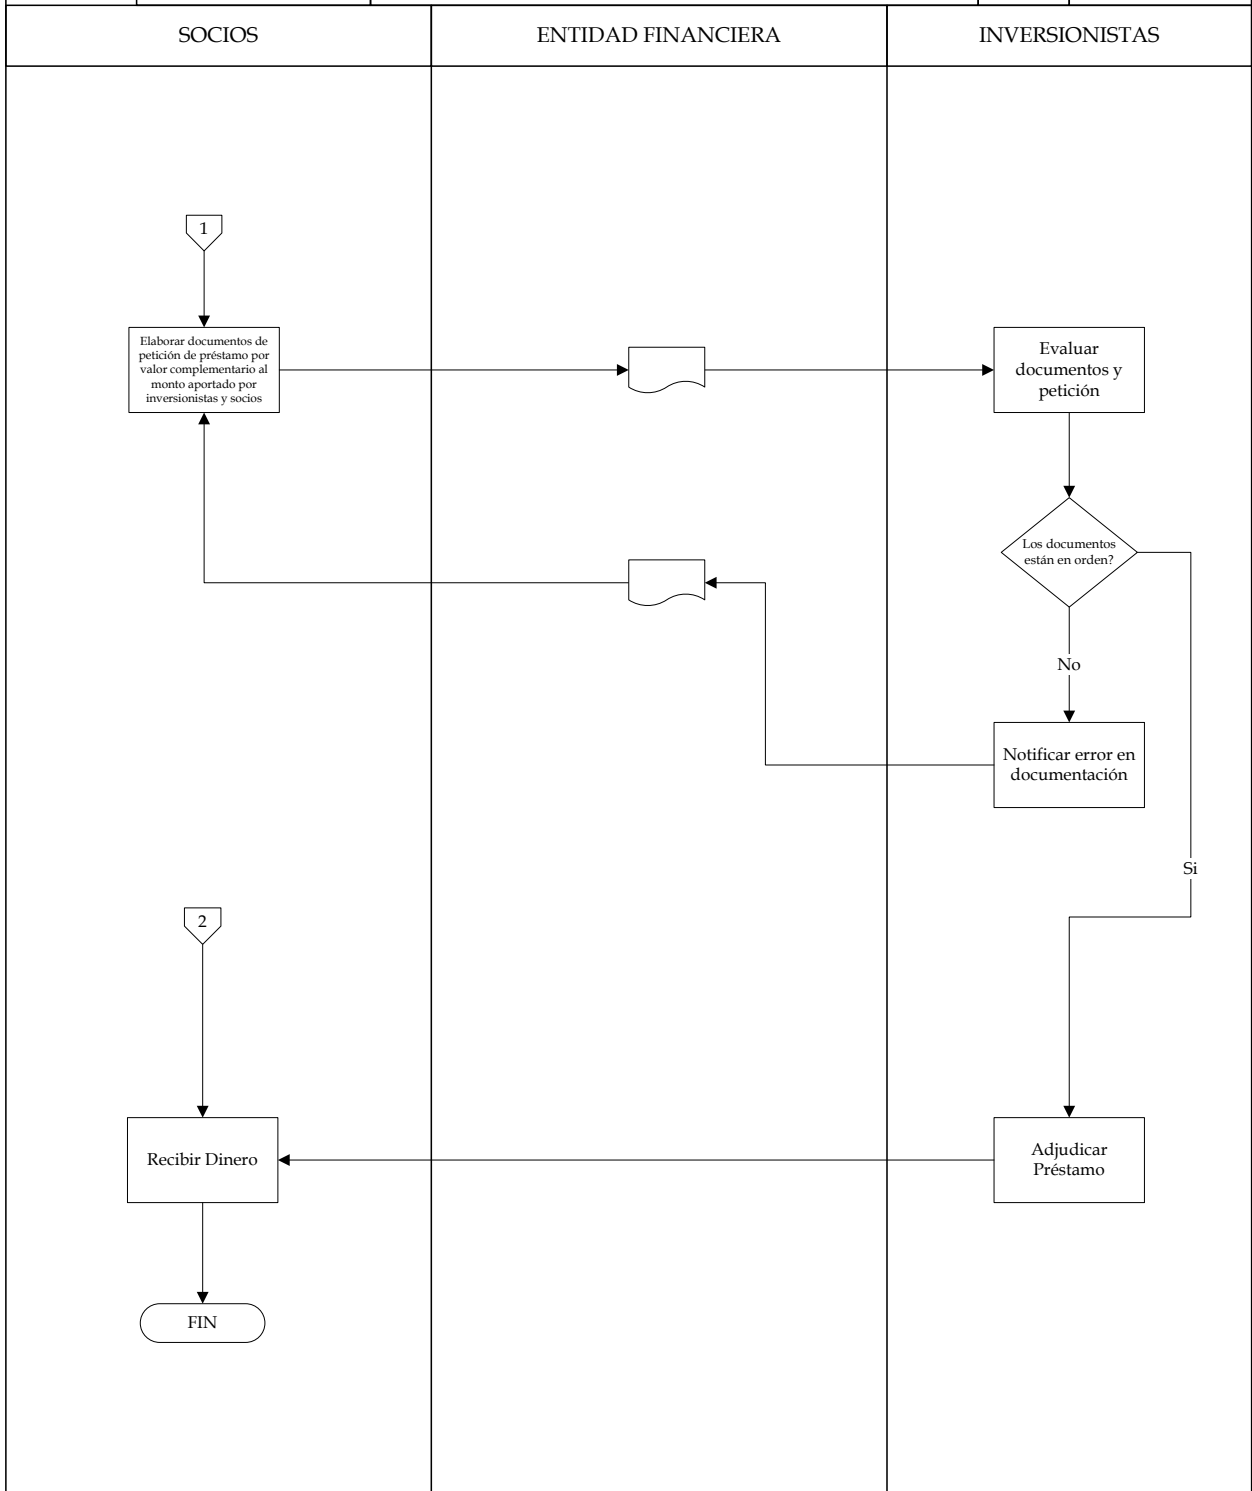 SOCIOS
ENTIDAD FINANCIERA
INVERSIONISTAS
1
Elaborar documentos de
petición de préstamo por
valor complementario al
monto aportado por
inversionistas y socios
Evaluar
documentos y
petición
Los documentos
están en orden?
No
Notificar error en
documentación
Si
2
Recibir Dinero
Adjudicar
Préstamo
FIN